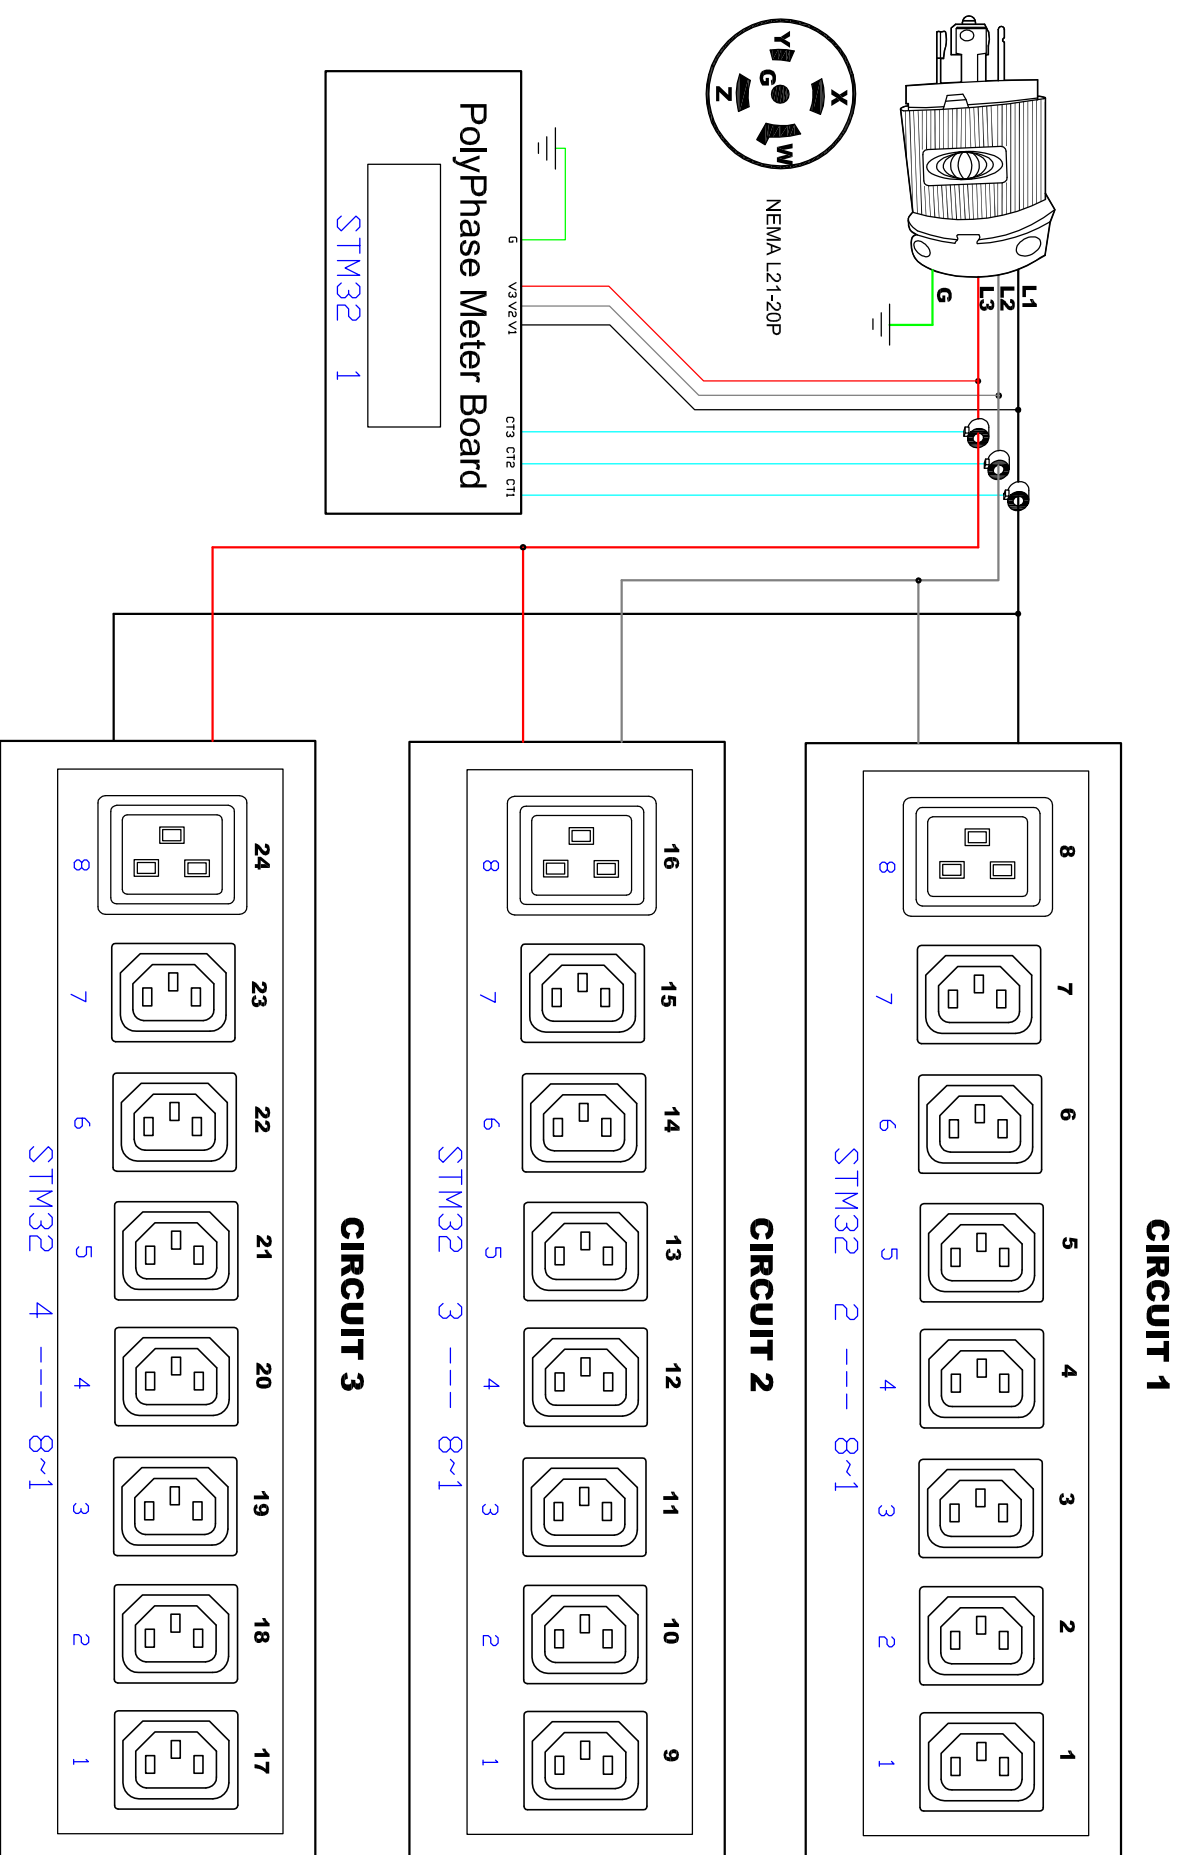 Y
X
G
Z
W
NEMA L21-20P
L1
L2
L3
G
PolyPhase Meter Board
STM32 1
G
V3 V2 V1
CT3 CT2 CT1
CIRCUIT 1
8 7 6 5 4 3 2 1
8 7 6 5 4 3 2 1
STM32 2 --- 8~1
CIRCUIT 2
16 15 14 13 12 11 10 9
8 7 6 5 4 3 2 1
STM32 3 --- 8~1
CIRCUIT 3
24 23 22 21 20 19 18 17
8 7 6 5 4 3 2 1
STM32 4 --- 8~1